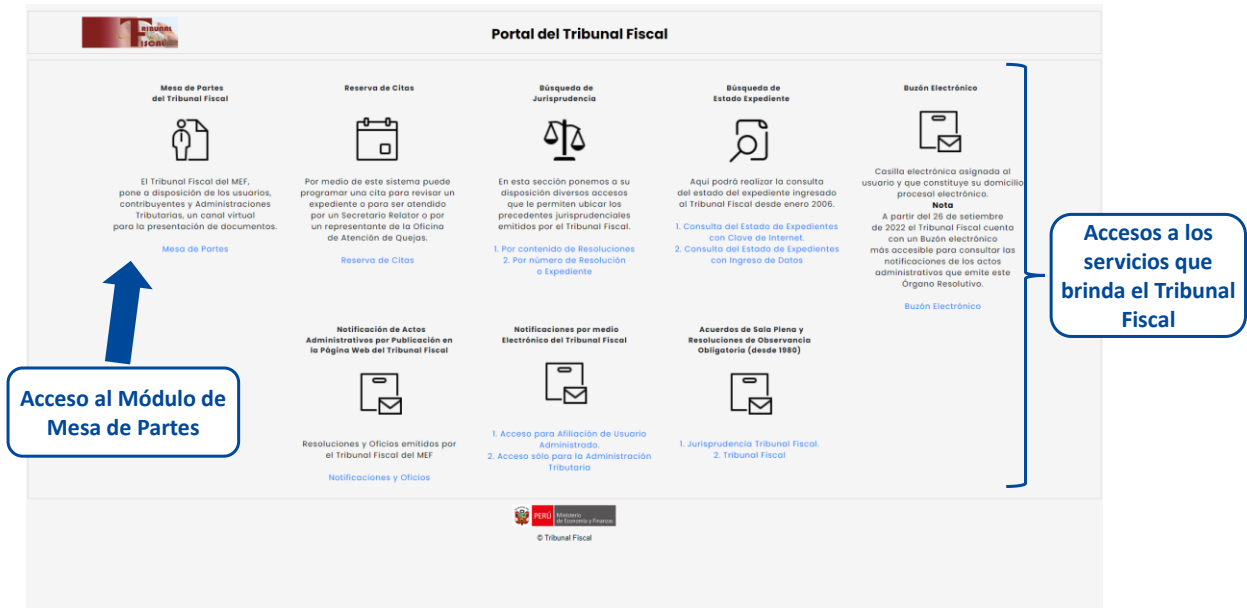 TRIBUNAL
FISCAL
Portal del Tribunal Fiscal
Mesa de Partes
del Tribunal Fiscal
El Tribunal Fiscal del MEF,
pone a disposición de los usuarios,
contribuyentes y Administraciones
Tributarias, un canal virtual
para la presentación de documentos.
Mesa de Partes
Reserva de Citas
Por medio de este sistema puede
programar una cita para revisar un
expediente o para ser atendido
por un Secretario Relator o por
un representante de la Oficina
de Atención de Quejas.
Reserva de Citas
Búsqueda de
Jurisprudencia
En esta sección ponemos a su
disposición diversos accesos
que le permiten ubicar los
precedentes jurisprudenciales
emitidos por el Tribunal Fiscal.
1. Por contenido de Resoluciones
2. Por número de Resolución
o Expediente
Búsqueda de
Estado Expediente
Aquí podrá realizar la consulta
del estado del expediente ingresado
al Tribunal Fiscal desde enero 2006.
1. Consulta del Estado de Expedientes
con Clave de Internet.
2. Consulta del Estado de Expedientes
con Ingreso de Datos
Buzón Electrónico
Casilla electrónica asignada al
usuario y que constituye su domicilio
procesal electrónico.
Nota
A partir del 26 de setiembre
de 2022 el Tribunal Fiscal cuenta
con un Buzón electrónico
más accesible para consultar las
notificaciones de los actos
administrativos que emite este
Órgano Resolutivo.
Buzón Electrónico
Accesos a los
servicios que
brinda el Tribunal
Fiscal
Acceso al Módulo de
Mesa de Partes
Notificación de Actos
Administrativos por Publicación en
la Página Web del Tribunal Fiscal
Resoluciones y Oficios emitidos por
el Tribunal Fiscal del MEF
Notificaciones y Oficios
Notificaciones por medio
Electrónico del Tribunal Fiscal
1. Acceso para Afiliación de Usuario
Administrado.
2. Acceso sólo para la Administración
Tributaria
Acuerdos de Sala Plena y
Resoluciones de Observancia
Obligatoria (desde 1980)
1. Jurisprudencia Tribunal Fiscal.
2. Tribunal Fiscal
PERÚ
Ministerio
de Economía y Finanzas
© Tribunal Fiscal